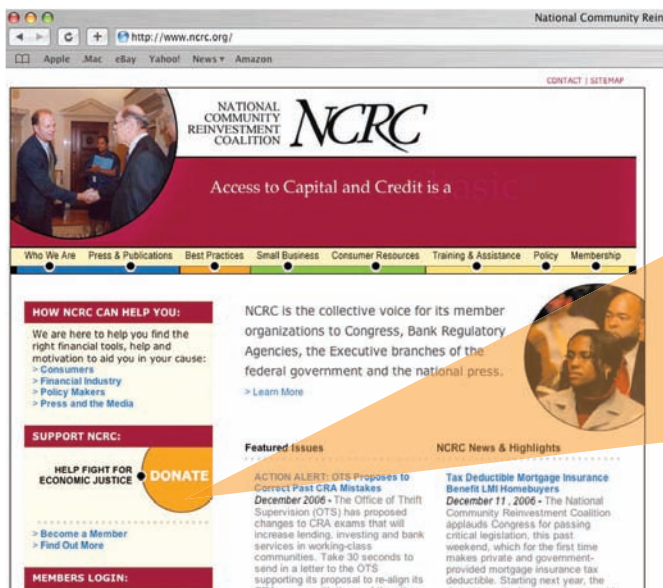 National Community Rein
http://www.ncrc.org/
Apple .Mac eBay Yahoo! News ▾ Amazon
CONTACT | SITEMAP
NATIONAL
COMMUNITY
REINVESTMENT
COALITION
NCRC
Access to Capital and Credit is a basic
Who We Are Press & Publications Best Practices Small Business Consumer Resources Training & Assistance Policy Membership
HOW NCRC CAN HELP YOU:
We are here to help you find the
right financial tools, help and
motivation to aid you in your cause:
> Consumers
> Financial Industry
> Policy Makers
> Press and the Media
SUPPORT NCRC:
HELP FIGHT FOR
ECONOMIC JUSTICE
DONATE
> Become a Member
> Find Out More
MEMBERS LOGIN:
NCRC is the collective voice for its member
organizations to Congress, Bank Regulatory
Agencies, the Executive branches of the
federal government and the national press.
> Learn More
Featured Issues
ACTION ALERT: OTS Proposes to
Correct Past CRA Mistakes
December 2006 - The Office of Thrift
Supervision (OTS) has proposed
changes to CRA exams that will
increase lending, investing and bank
services in working-class
communities. Take 30 seconds to
send in a letter to the OTS
supporting its proposal to re-align its
NCRC News & Highlights
Tax Deductible Mortgage Insurance
Benefit LMI Homebuyers
December 11 , 2006 - The National
Community Reinvestment Coalition
applauds Congress for passing
critical legislation, this past
weekend, which for the first time
makes private and government-
provided mortgage insurance tax
deductible. Starting next year, the